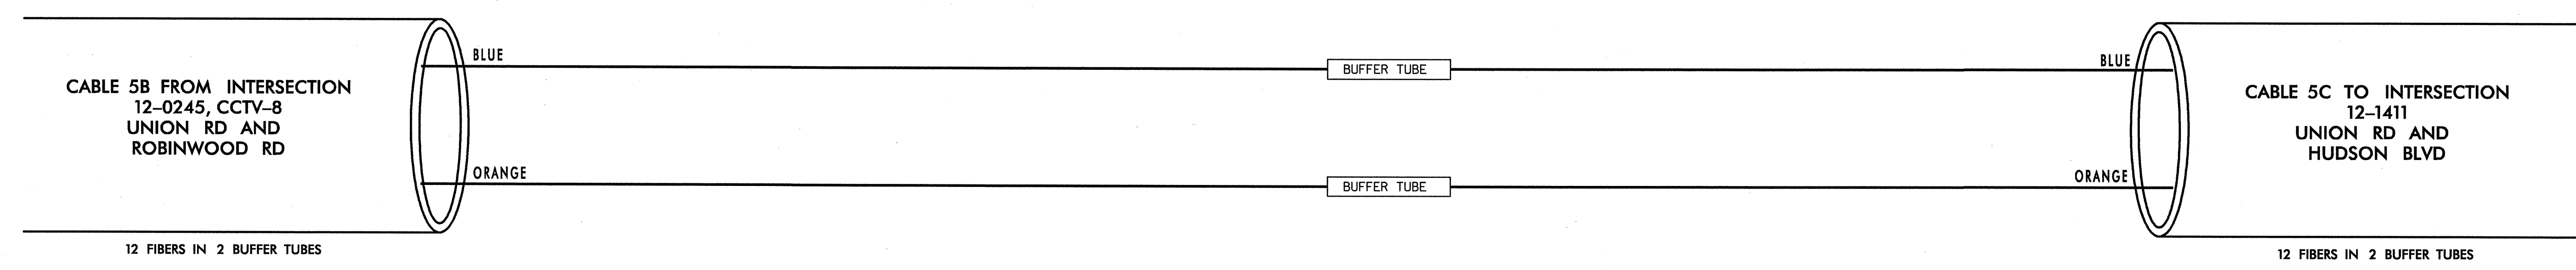 CABLE 5B FROM INTERSECTION
12–0245, CCTV–8
UNION RD AND
ROBINWOOD RD
12 FIBERS IN 2 BUFFER TUBES
BLUE
BUFFER TUBE
BLUE
ORANGE
BUFFER TUBE
ORANGE
CABLE 5C TO INTERSECTION
12–1411
UNION RD AND
HUDSON BLVD
12 FIBERS IN 2 BUFFER TUBES